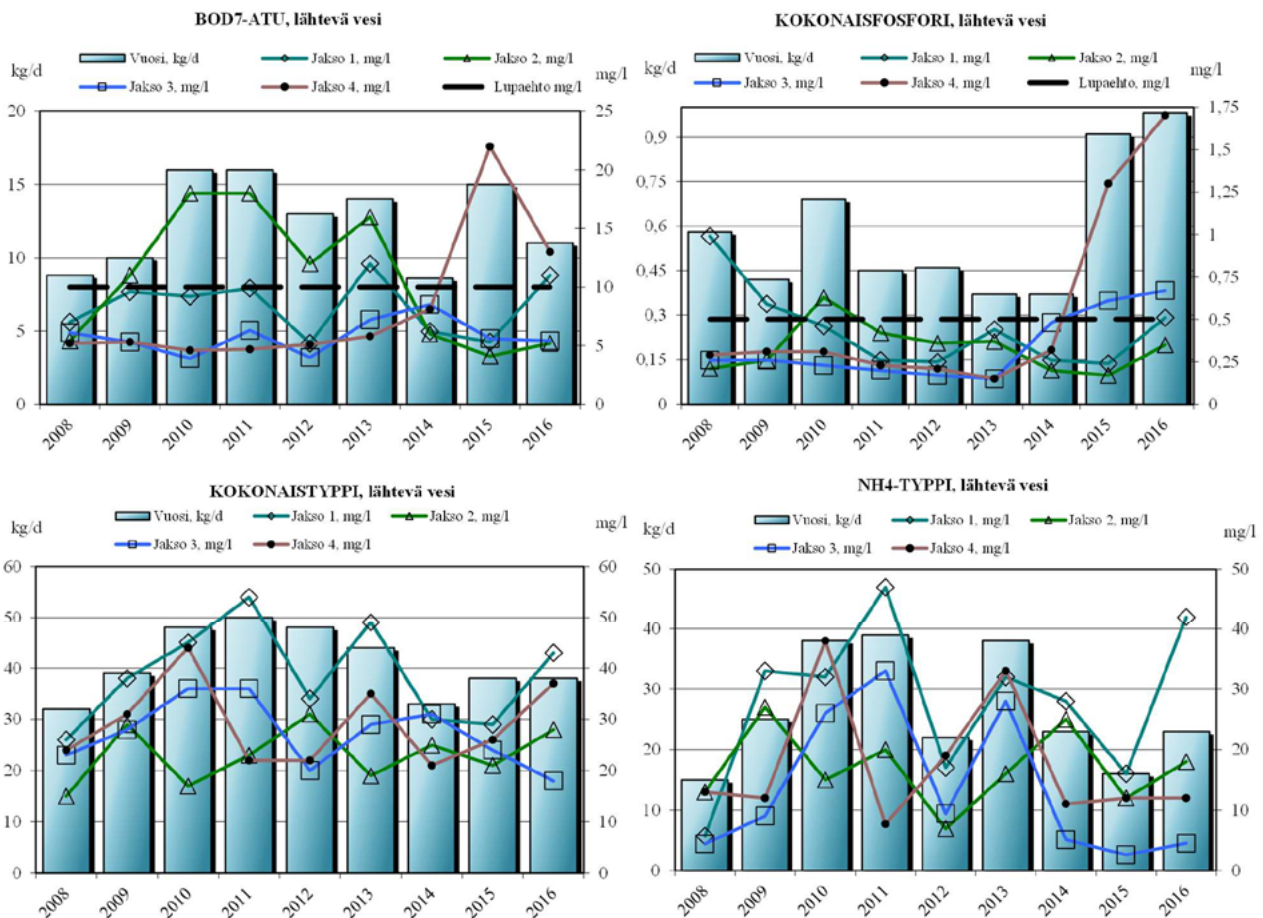 BOD7-ATU, lähtevä vesi
kg/d
mg/l
Vuosi, kg/d
Jakso 1, mg/l
Jakso 2, mg/l
Jakso 3, mg/l
Jakso 4, mg/l
Lupaehto mg/l
20
15
10
5
0
25
20
15
10
5
0
2008
2009
2010
2011
2012
2013
2014
2015
2016
KOKONAISFOSFORI, lähtevä vesi
kg/d
mg/l
Vuosi, kg/d
Jakso 1, mg/l
Jakso 2, mg/l
Jakso 3, mg/l
Jakso 4, mg/l
Lupaehto, mg/l
0,9
0,75
0,6
0,45
0,3
0,15
0
1,75
1,5
1,25
1
0,75
0,5
0,25
0
2008
2009
2010
2011
2012
2013
2014
2015
2016
KOKONAISTYPPI, lähtevä vesi
kg/d
mg/l
Vuosi, kg/d
Jakso 1, mg/l
Jakso 2, mg/l
Jakso 3, mg/l
Jakso 4, mg/l
60
50
40
30
20
10
0
60
50
40
30
20
10
0
2008
2009
2010
2011
2012
2013
2014
2015
2016
NH4-TYPPI, lähtevä vesi
kg/d
mg/l
Vuosi, kg/d
Jakso 1, mg/l
Jakso 2, mg/l
Jakso 3, mg/l
Jakso 4, mg/l
50
40
30
20
10
0
50
40
30
20
10
0
2008
2009
2010
2011
2012
2013
2014
2015
2016